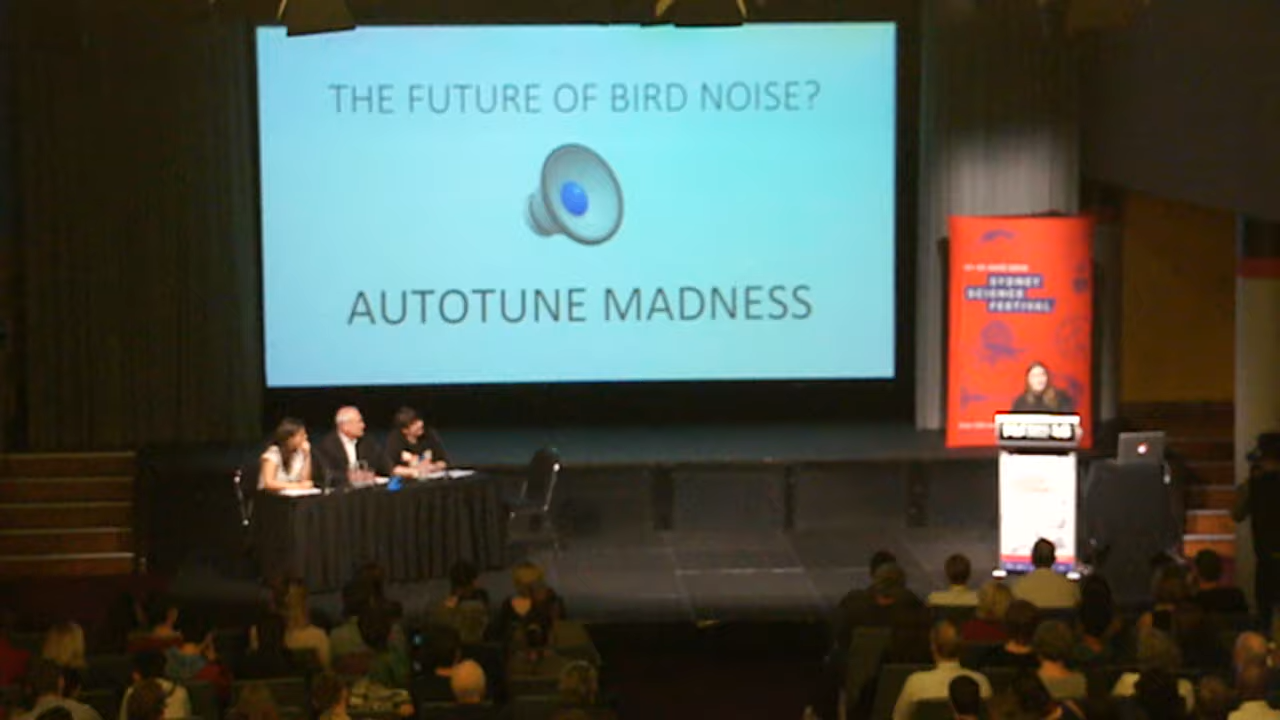 THE FUTURE OF BIRD NOISE?
AUTOTUNE MADNESS
SYDNEY
SCIENCE
FESTIVAL